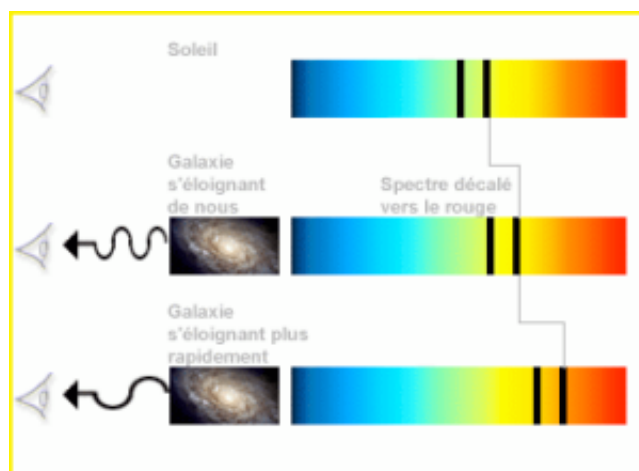 Soleil
Galaxie
s'éloignant
de nous
Spectre décalé
vers le rouge
Galaxie
s'éloignant plus
rapidement